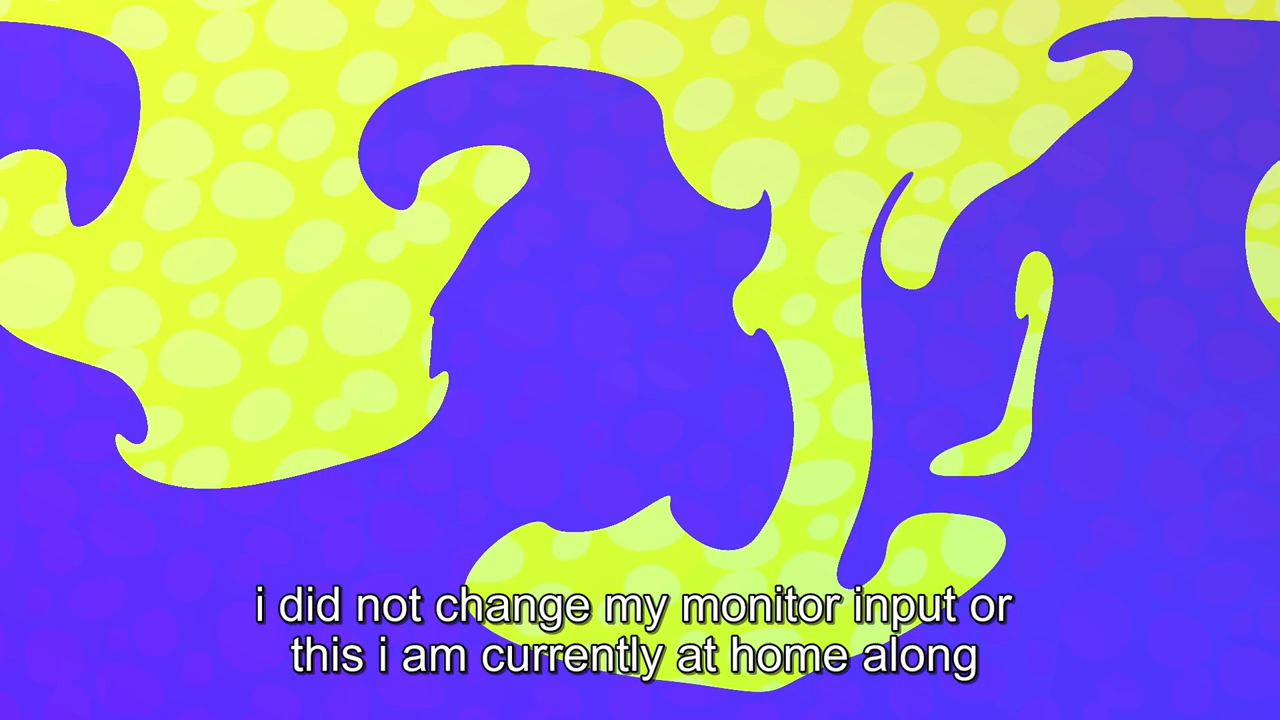 i did not change my monitor input or
this i am currently at home along